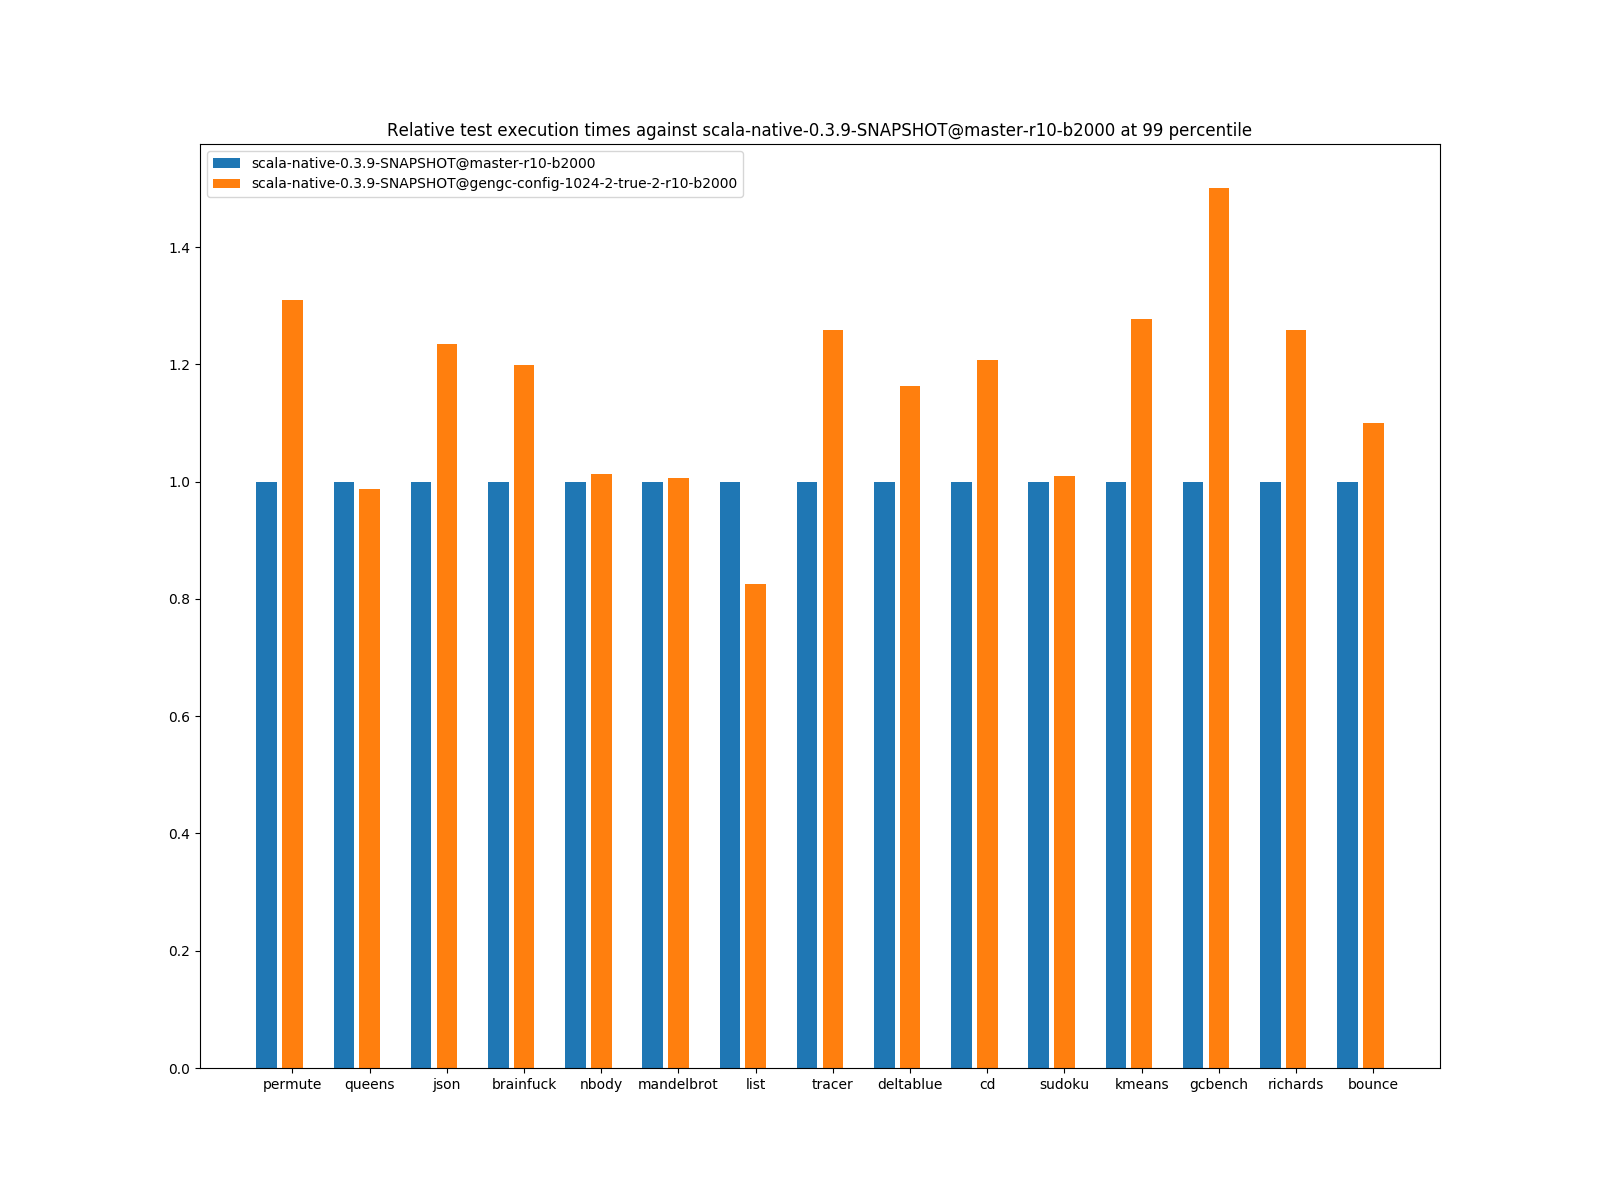 Relative test execution times against scala-native-0.3.9-SNAPSHOT@master-r10-b2000 at 99 percentile
scala-native-0.3.9-SNAPSHOT@master-r10-b2000
scala-native-0.3.9-SNAPSHOT@gengc-config-1024-2-true-2-r10-b2000
1.4
1.2
1.0
0.8
0.6
0.4
0.2
0.0
permute queens json brainfuck nbody mandelbrot list tracer deltablue cd sudoku kmeans gcbench richards bounce